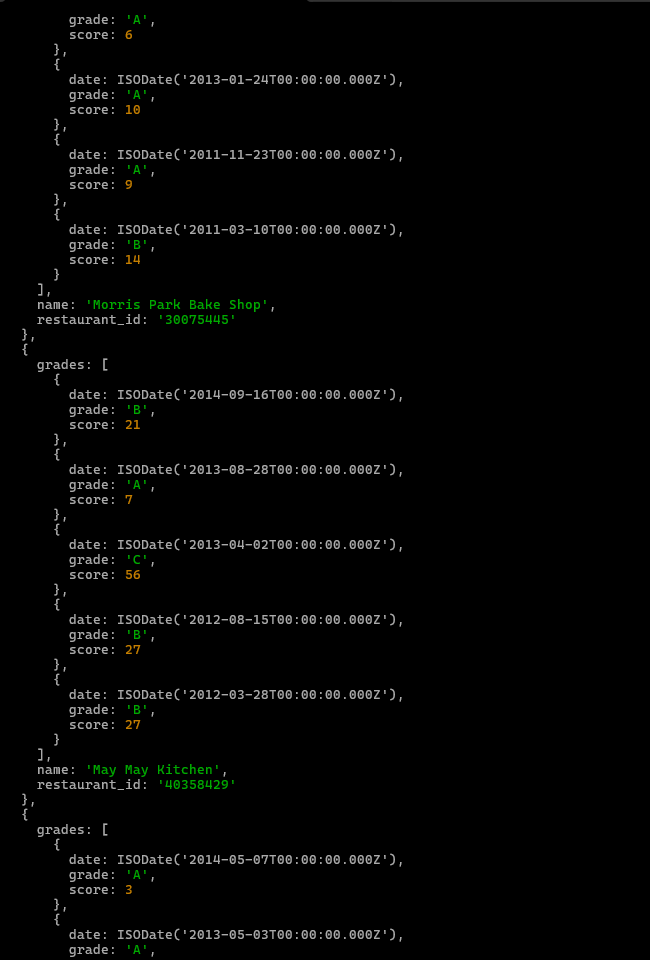 grade: 'A',
      score: 6
    },
    {
      date: ISODate('2013-01-24T00:00:00.000Z'),
      grade: 'A',
      score: 10
    },
    {
      date: ISODate('2011-11-23T00:00:00.000Z'),
      grade: 'A',
      score: 9
    },
    {
      date: ISODate('2011-03-10T00:00:00.000Z'),
      grade: 'B',
      score: 14
    }
  ],
  name: 'Morris Park Bake Shop',
  restaurant_id: '30075445'
},
{
  grades: [
    {
      date: ISODate('2014-09-16T00:00:00.000Z'),
      grade: 'B',
      score: 21
    },
    {
      date: ISODate('2013-08-28T00:00:00.000Z'),
      grade: 'A',
      score: 7
    },
    {
      date: ISODate('2013-04-02T00:00:00.000Z'),
      grade: 'C',
      score: 56
    },
    {
      date: ISODate('2012-08-15T00:00:00.000Z'),
      grade: 'B',
      score: 27
    },
    {
      date: ISODate('2012-03-28T00:00:00.000Z'),
      grade: 'B',
      score: 27
    }
  ],
  name: 'May May Kitchen',
  restaurant_id: '40358429'
},
{
  grades: [
    {
      date: ISODate('2014-05-07T00:00:00.000Z'),
      grade: 'A',
      score: 3
    },
    {
      date: ISODate('2013-05-03T00:00:00.000Z'),
      grade: 'A',